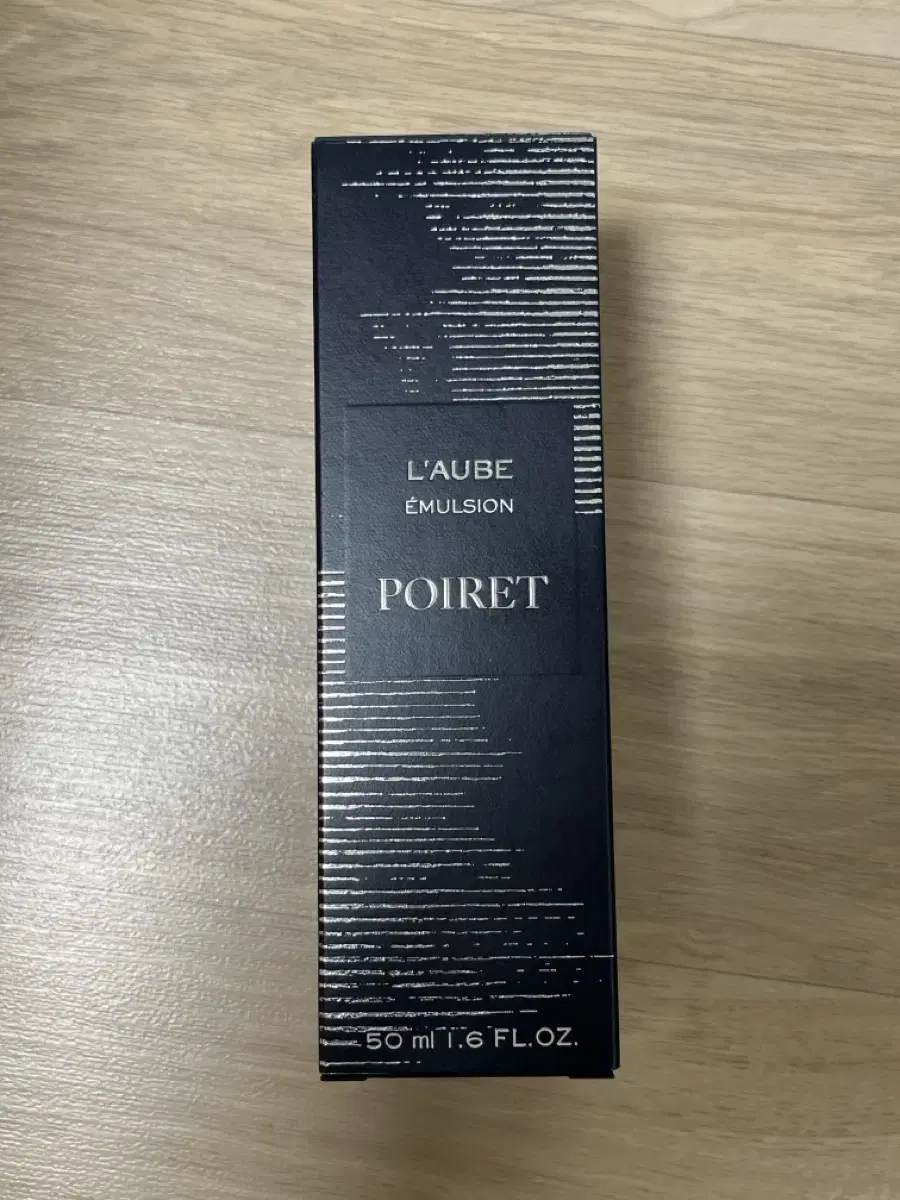 L'AUBE
ÉMULSION
POIRET
50 ml 1.6 FL.OZ.